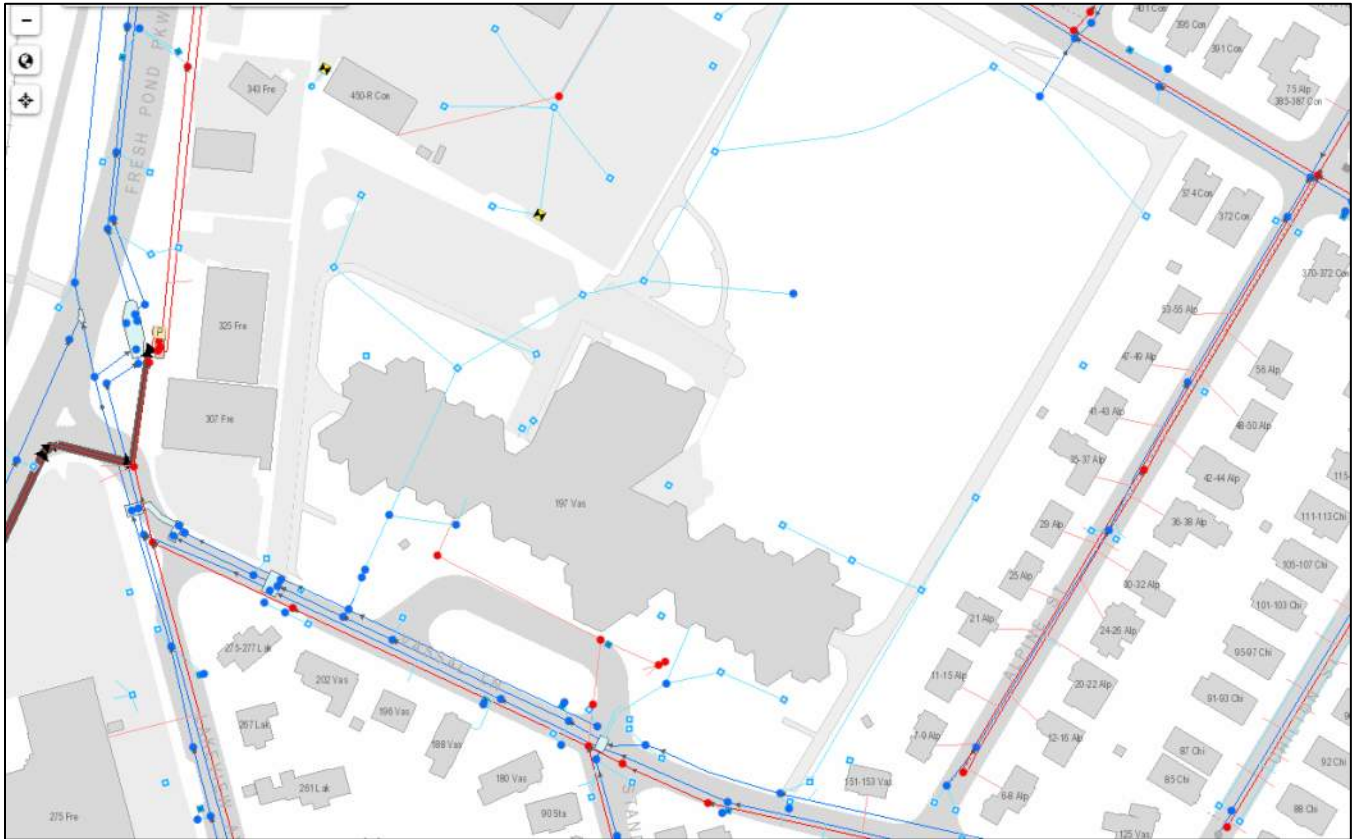 401 Con
395 Con
391 Con
75 Alp
383-387 Con
FRESH POND PKW
343 Fre
450-R Con
374 Con
372 Con
370-372 Con
53-55 Alp
325 Fre
P
47-49 Alp
56 Alp
41-43 Alp
48-50 Alp
307 Fre
35-37 Alp
42-44 Alp
197 Vas
29 Alp
36-38 Alp
111-113 Chi
25 Alp
30-32 Alp
105-107 Chi
101-103 Chi
21 Alp
24-26 Alp
ALPINE ST
95-97 Chi
275-277 Lak
VASSAL LN
11-15 Alp
20-22 Alp
91-93 Chi
202 Vas
196 Vas
267 Lak
188 Vas
7-9 Alp
12-16 Alp
87 Chi
92 Chi
261 Lak
180 Vas
151-153 Vas
85 Chi
6-8 Alp
88 Chi
275 Fre
90 Sta
125 Vas